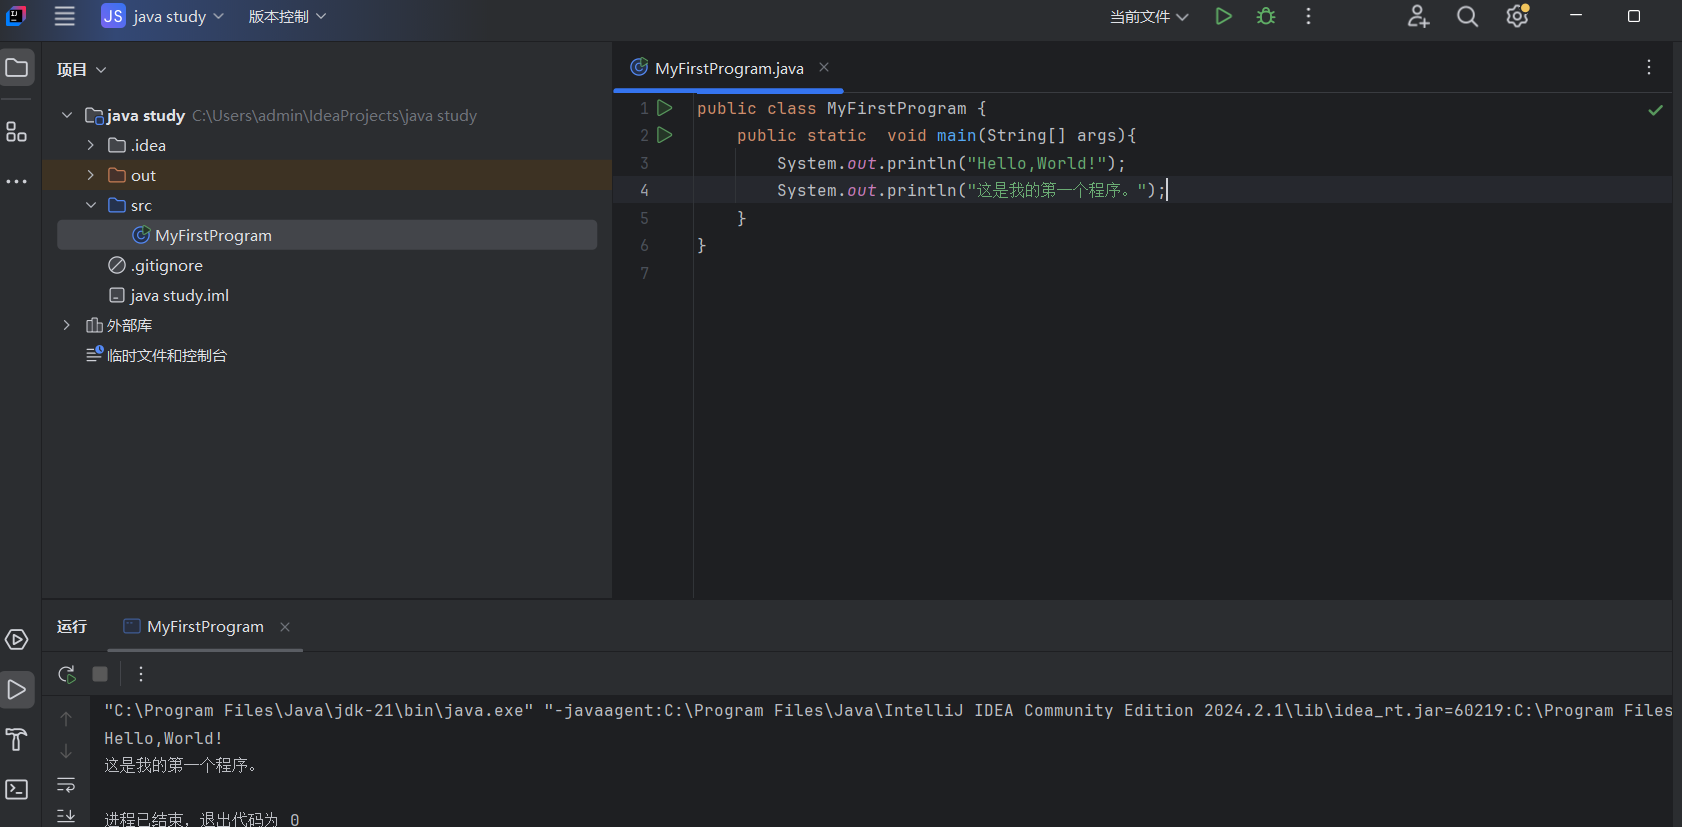 JS java study 版本控制 当前文件
项目
java study C:\Users\admin\IdeaProjects\java study
.idea
out
src
MyFirstProgram
.gitignore
java study.iml
外部库
临时文件和控制台
MyFirstProgram.java
1 public class MyFirstProgram {
2 public static  void main(String[] args){
3 System.out.println("Hello,World!");
4 System.out.println("这是我的第一个程序。");
5 }
6 }
7
运行 MyFirstProgram
"C:\Program Files\Java\jdk-21\bin\java.exe" "-javaagent:C:\Program Files\Java\IntelliJ IDEA Community Edition 2024.2.1\lib\idea_rt.jar=60219:C:\Program Files
Hello,World!
这是我的第一个程序。
进程已结束，退出代码为 0